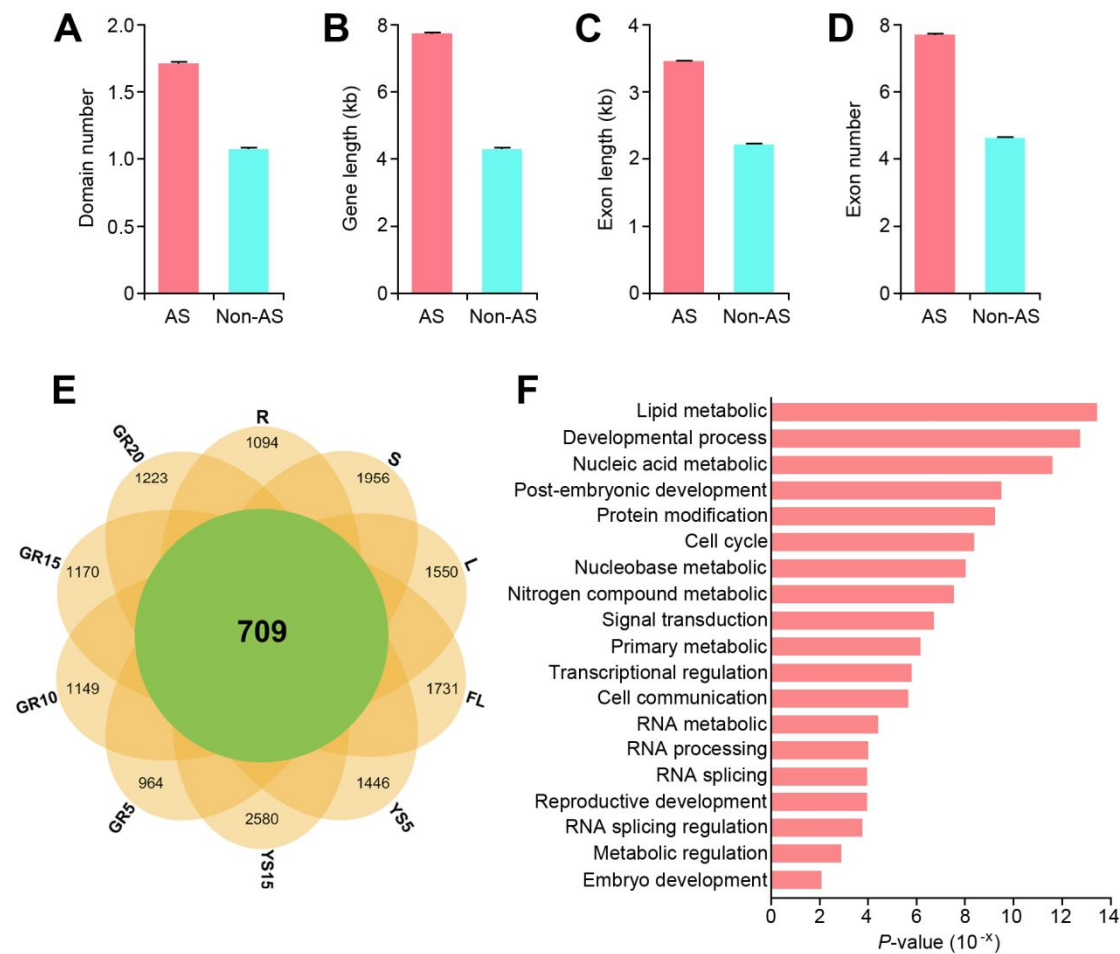 A
Domain number
2.0
1.5
1.0
0.5
0
AS Non-AS
B
Gene length (kb)
8
6
4
2
0
AS Non-AS
C
Exon length (kb)
4
3
2
1
0
AS Non-AS
D
Exon number
8
6
4
2
0
AS Non-AS
E
R
1094
S
1956
L
1550
FL
1731
YS5
1446
YS15
2580
GR5
964
GR10
1149
GR15
1170
GR20
1223
709
F
Lipid metabolic
Developmental process
Nucleic acid metabolic
Post-embryonic development
Protein modification
Cell cycle
Nucleobase metabolic
Nitrogen compound metabolic
Signal transduction
Primary metabolic
Transcriptional regulation
Cell communication
RNA metabolic
RNA processing
RNA splicing
Reproductive development
RNA splicing regulation
Metabolic regulation
Embryo development
0 2 4 6 8 10 12 14
P-value (10⁻ˣ)